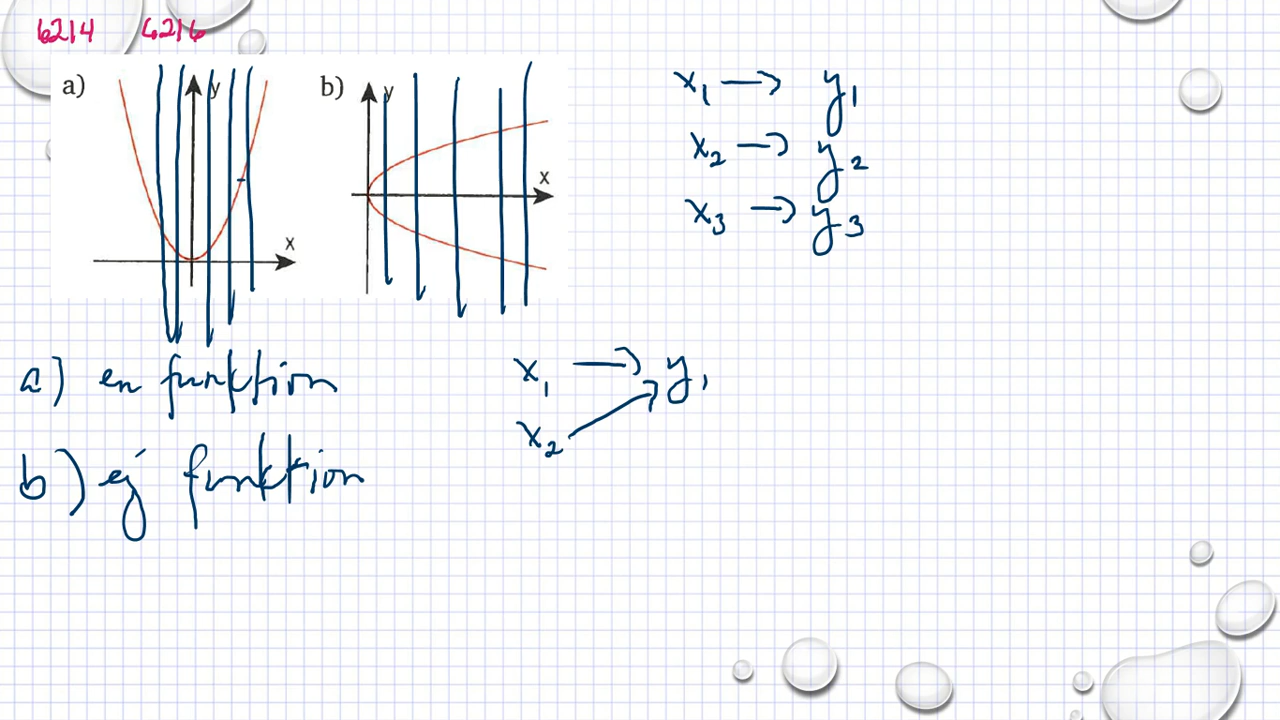 6214 6216
a) y x
b) y x
x₁ → y₁
x₂ → y₂
x₃ → y₃
a) en funktion
b) ej funktion
x₁ → y₁
x₂